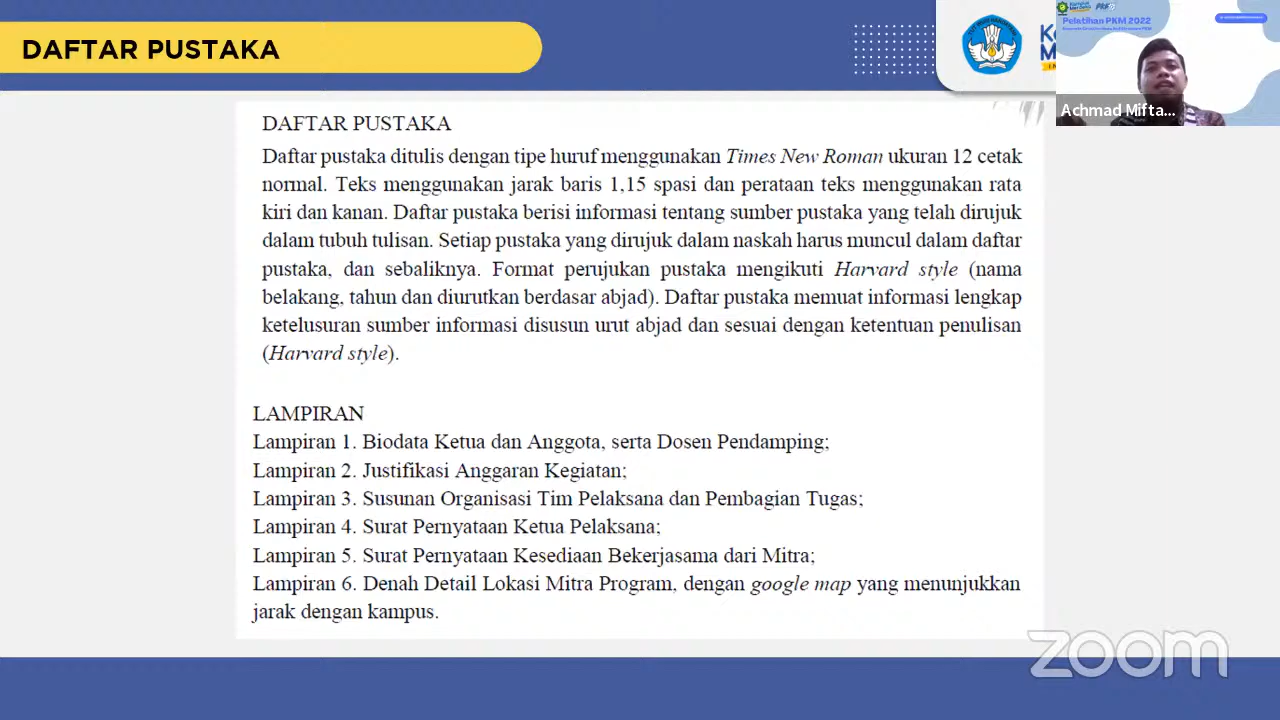 DAFTAR PUSTAKA
Pelatihan PKM 2022
Achmad Mifta...
DAFTAR PUSTAKA
Daftar pustaka ditulis dengan tipe huruf menggunakan Times New Roman ukuran 12 cetak
normal. Teks menggunakan jarak baris 1,15 spasi dan perataan teks menggunakan rata
kiri dan kanan. Daftar pustaka berisi informasi tentang sumber pustaka yang telah dirujuk
dalam tubuh tulisan. Setiap pustaka yang dirujuk dalam naskah harus muncul dalam daftar
pustaka, dan sebaliknya. Format perujukan pustaka mengikuti Harvard style (nama
belakang, tahun dan diurutkan berdasar abjad). Daftar pustaka memuat informasi lengkap
ketelusuran sumber informasi disusun urut abjad dan sesuai dengan ketentuan penulisan
(Harvard style).
LAMPIRAN
Lampiran 1. Biodata Ketua dan Anggota, serta Dosen Pendamping;
Lampiran 2. Justifikasi Anggaran Kegiatan;
Lampiran 3. Susunan Organisasi Tim Pelaksana dan Pembagian Tugas;
Lampiran 4. Surat Pernyataan Ketua Pelaksana;
Lampiran 5. Surat Pernyataan Kesediaan Bekerjasama dari Mitra;
Lampiran 6. Denah Detail Lokasi Mitra Program, dengan google map yang menunjukkan
jarak dengan kampus.
zoom